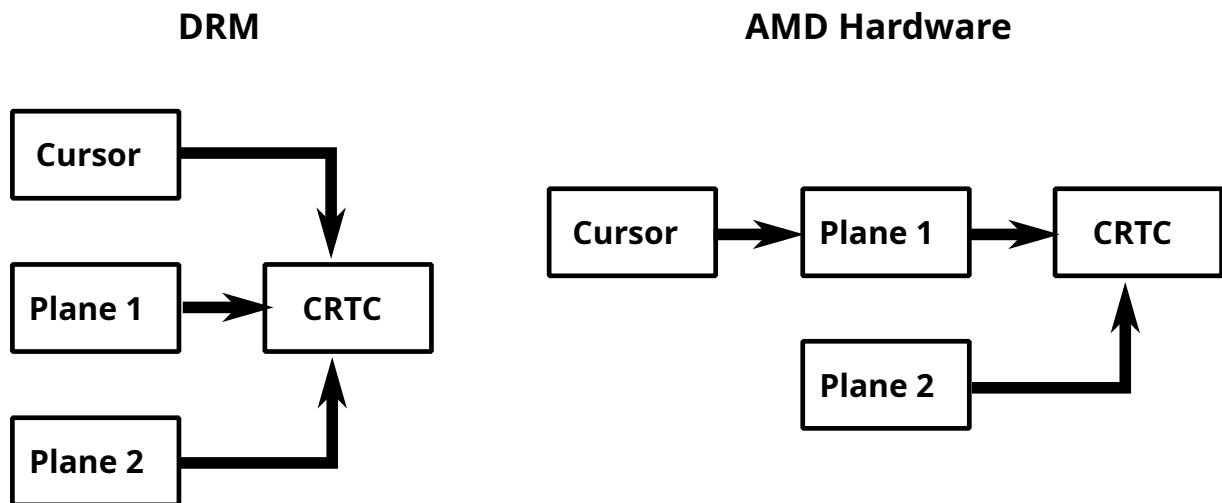 DRM
Cursor
Plane 1
CRTC
Plane 2
AMD Hardware
Cursor
Plane 1
CRTC
Plane 2